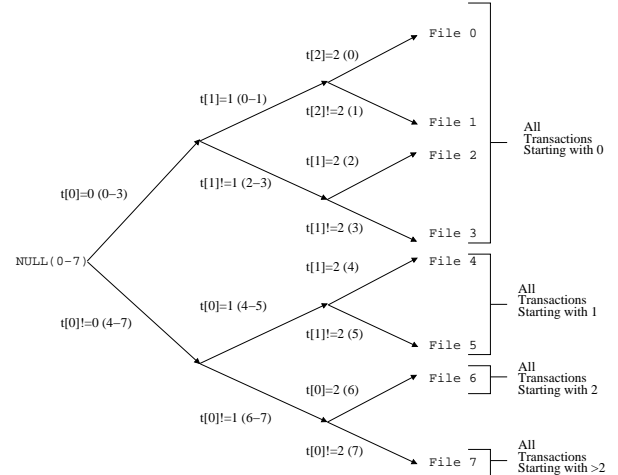 File 0
t[2]=2 (0)
t[1]=1 (0−1)
t[2]!=2 (1)
File 1
All
Transactions
Starting with 0
t[1]=2 (2)
File 2
t[1]!=1 (2−3)
t[0]=0 (0−3)
t[1]!=2 (3)
File 3
NULL(0-7)
t[1]=2 (4)
File 4
t[0]=1 (4−5)
All
Transactions
Starting with 1
t[0]!=0 (4−7)
t[1]!=2 (5)
File 5
t[0]=2 (6)
File 6
All
Transactions
Starting with 2
t[0]!=1 (6−7)
t[0]!=2 (7)
File 7
All
Transactions
Starting with >2